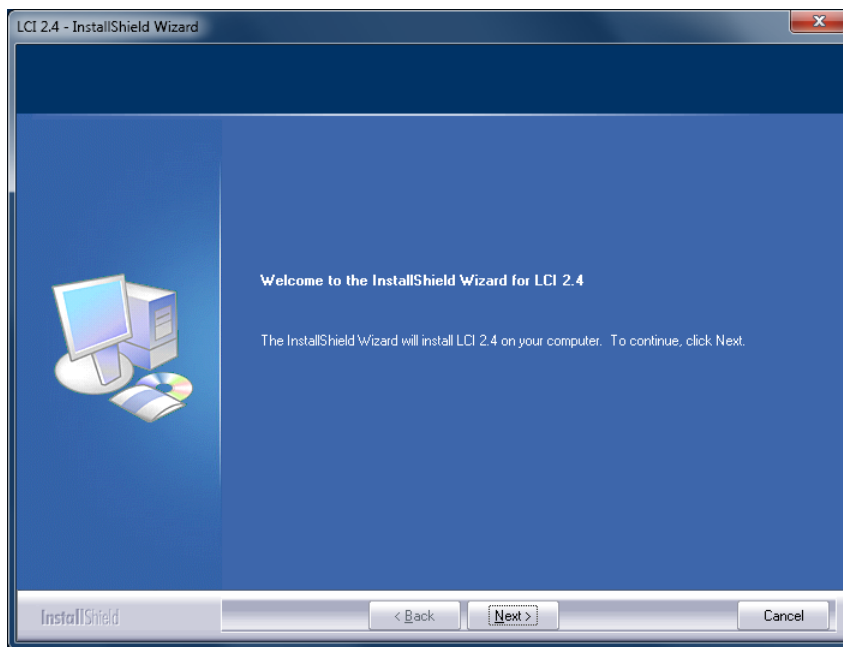 LCI 2.4 - InstallShield Wizard
Welcome to the InstallShield Wizard for LCI 2.4
The InstallShield Wizard will install LCI 2.4 on your computer. To continue, click Next.
InstallShield
< Back
Next >
Cancel